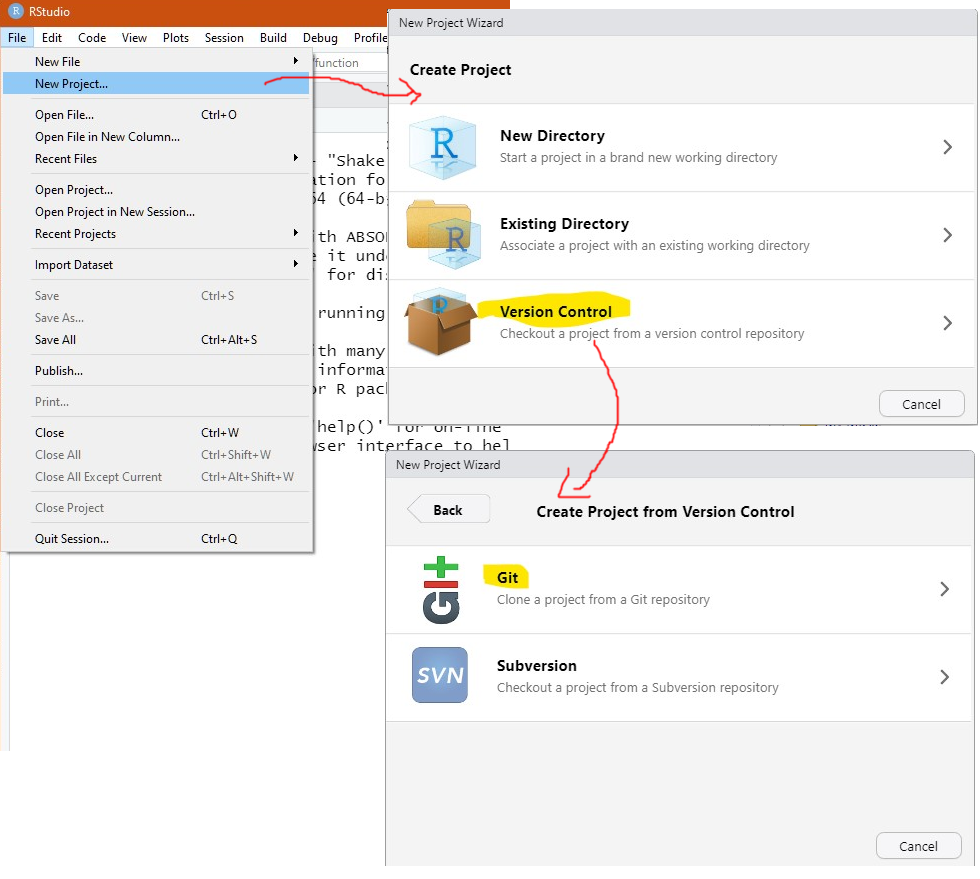 RStudio
File Edit Code View Plots Session Build Debug Profile
/function
New File
New Project...
Open File... Ctrl+O
Open File in New Column...
Recent Files
Open Project...
Open Project in New Session...
Recent Projects
Import Dataset
Save Ctrl+S
Save As...
Save All Ctrl+Alt+S
Publish...
Print...
Close Ctrl+W
Close All Ctrl+Shift+W
Close All Except Current Ctrl+Alt+Shift+W
Close Project
Quit Session... Ctrl+Q
"Shake
ation fo
64 (64-b
ith ABSO
e it und
for dis
running
ith many
informat
or R pac
help()' for on-line
wser interface to hel
New Project Wizard
Create Project
R
New Directory
Start a project in a brand new working directory
R
Existing Directory
Associate a project with an existing working directory
R
Version Control
Checkout a project from a version control repository
Cancel
New Project Wizard
Back
Create Project from Version Control
Git
Clone a project from a Git repository
SVN
Subversion
Checkout a project from a Subversion repository
Cancel